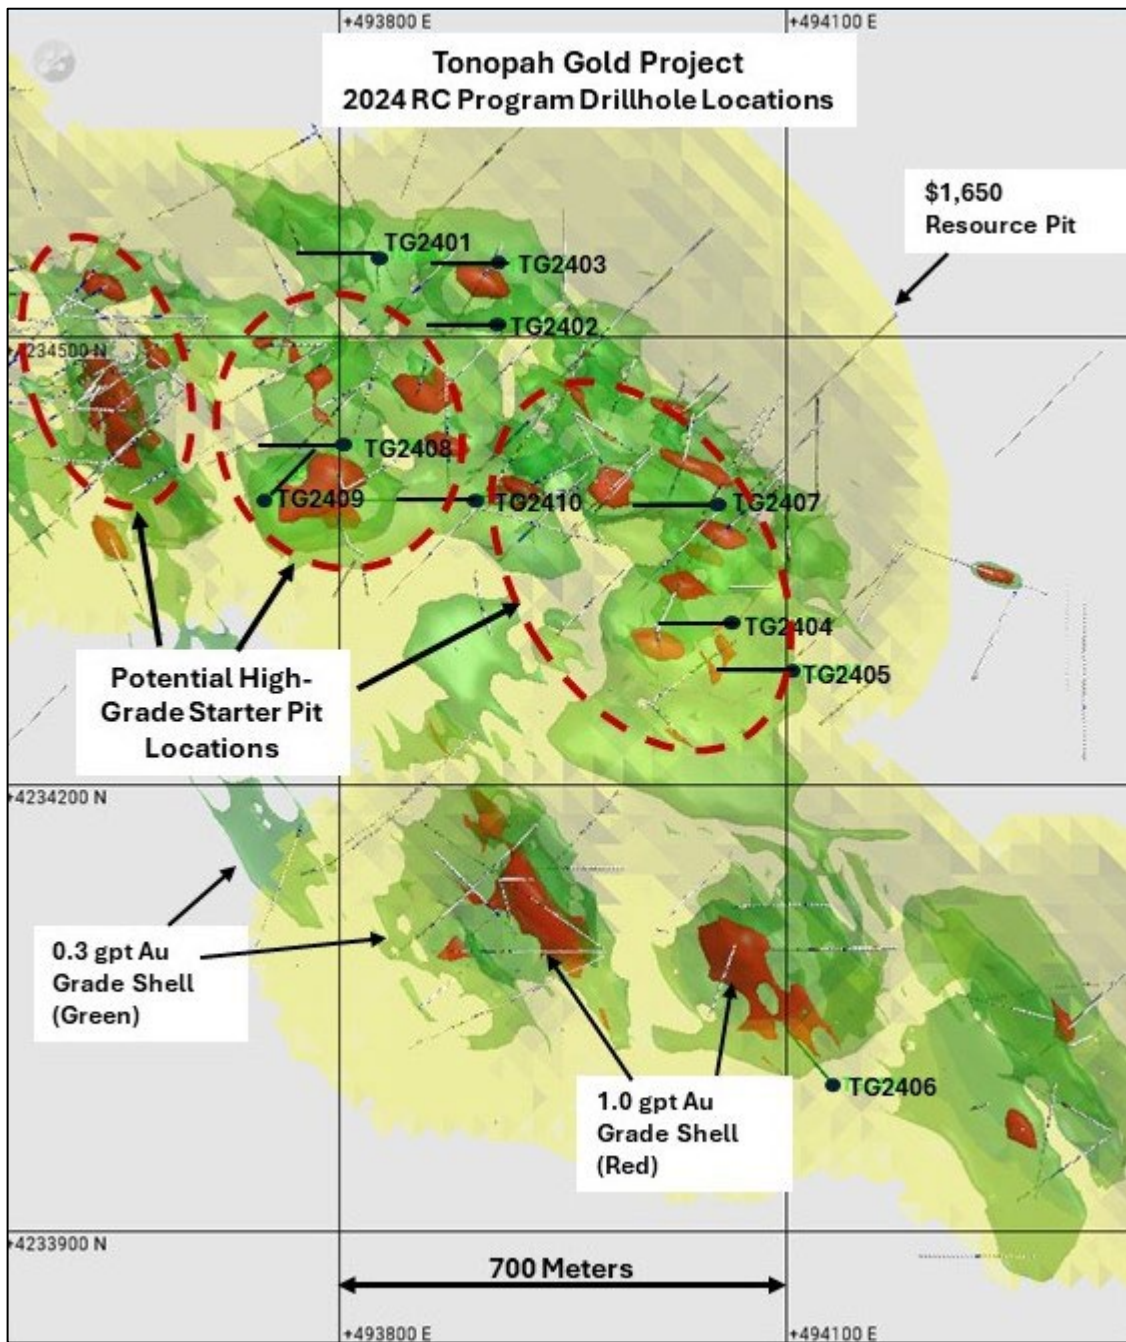 +493800 E
+494100 E
Tonopah Gold Project
2024 RC Program Drillhole Locations
$1,650
Resource Pit
TG2401
TG2403
TG2402
+4234500 N
TG2408
TG2409
TG2410
TG2407
TG2404
TG2405
Potential High-
Grade Starter Pit
Locations
+4234200 N
0.3 gpt Au
Grade Shell
(Green)
1.0 gpt Au
Grade Shell
(Red)
TG2406
+4233900 N
700 Meters
+493800 E
+494100 E